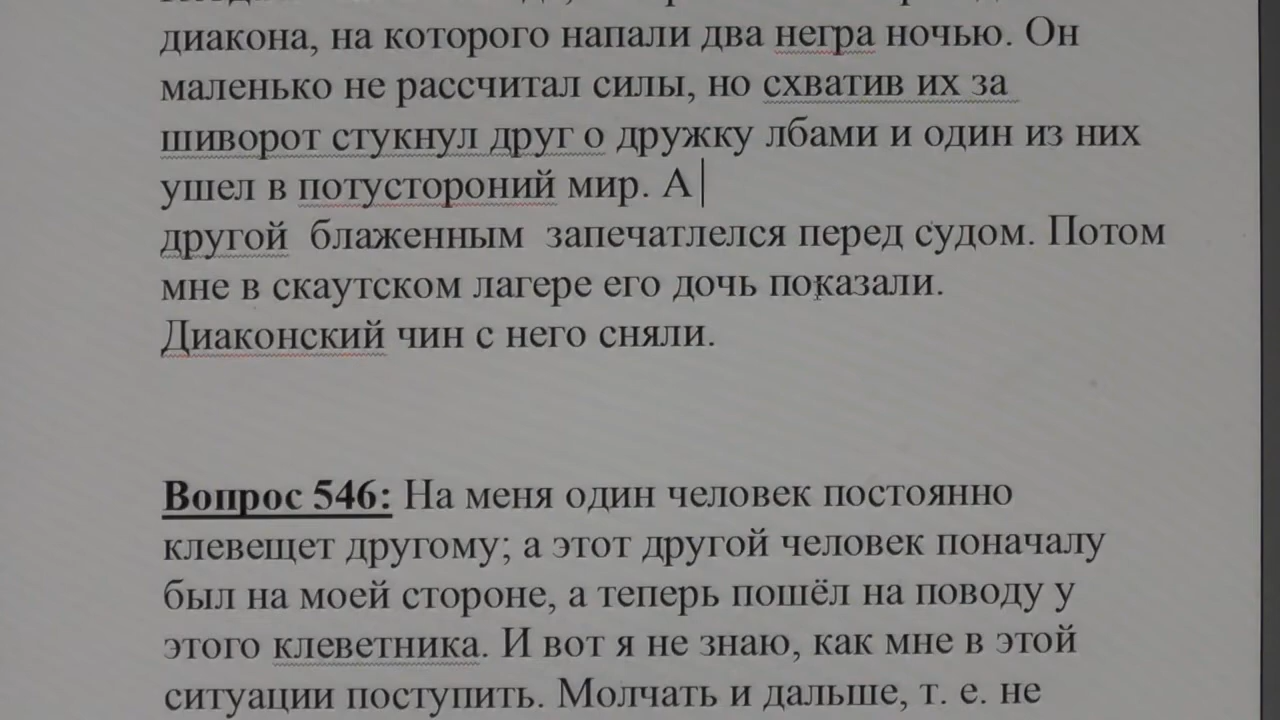 диакона, на которого напали два негра ночью. Он
маленько не рассчитал силы, но схватив их за
шиворот стукнул друг о дружку лбами и один из них
ушел в потустороний мир. А
другой блаженным запечатлелся перед судом. Потом
мне в скаутском лагере его дочь показали.
Диаконский чин с него сняли.
Вопрос 546: На меня один человек постоянно
клевещет другому; а этот другой человек поначалу
был на моей стороне, а теперь пошёл на поводу у
этого клеветника. И вот я не знаю, как мне в этой
ситуации поступить. Молчать и дальше, т. е. не